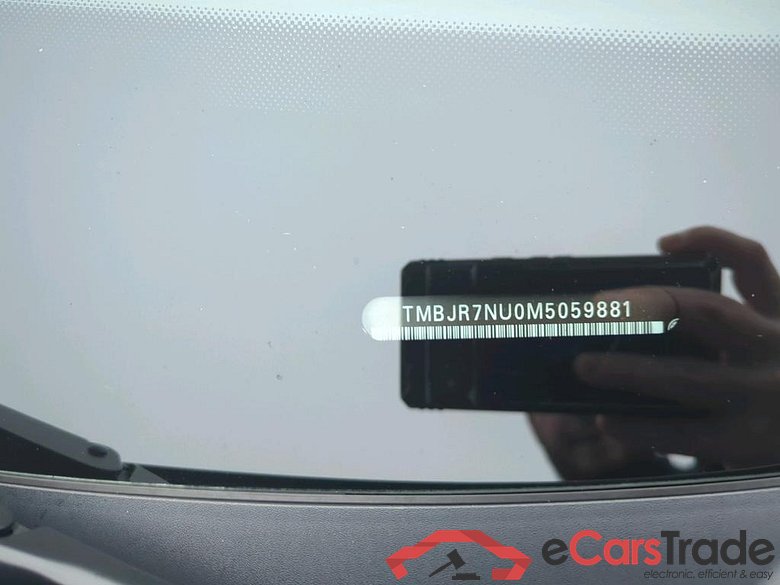 TMBJR7NU0M5059881
eCarsTrade
electronic, efficient & easy